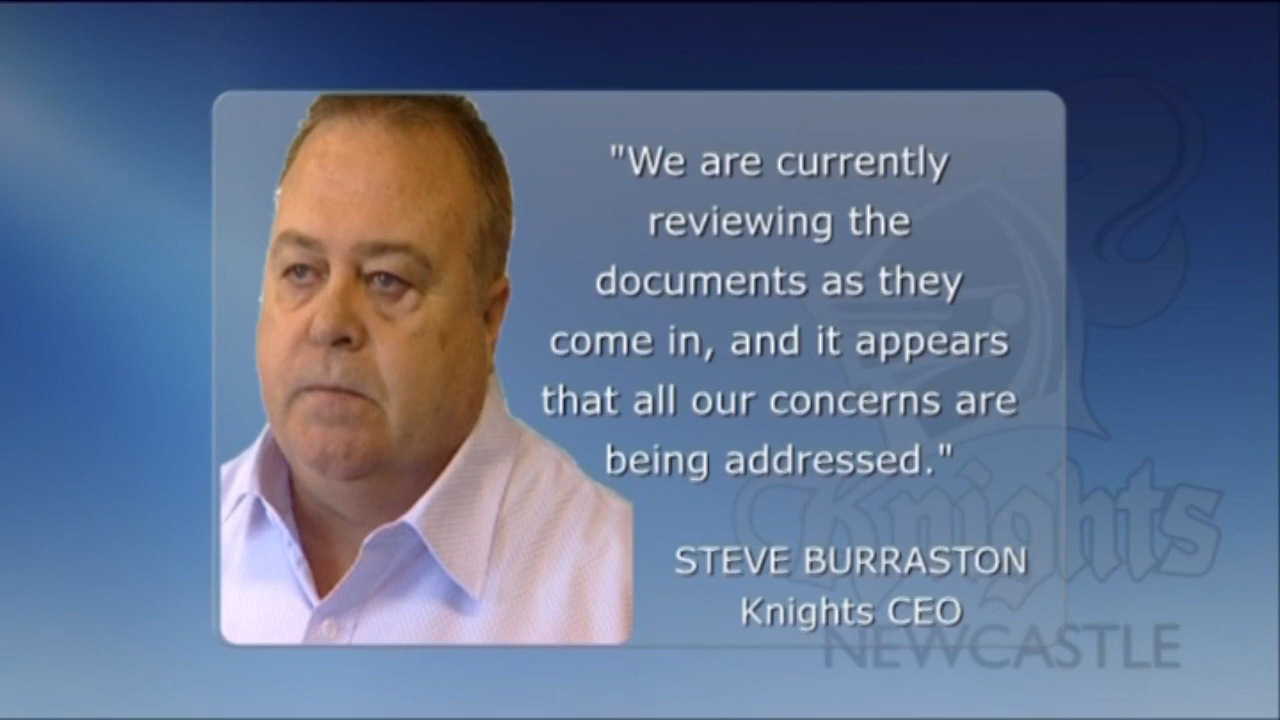 "We are currently
reviewing the
documents as they
come in, and it appears
that all our concerns are
being addressed."
STEVE BURRASTON
Knights CEO
Knights
NEWCASTLE